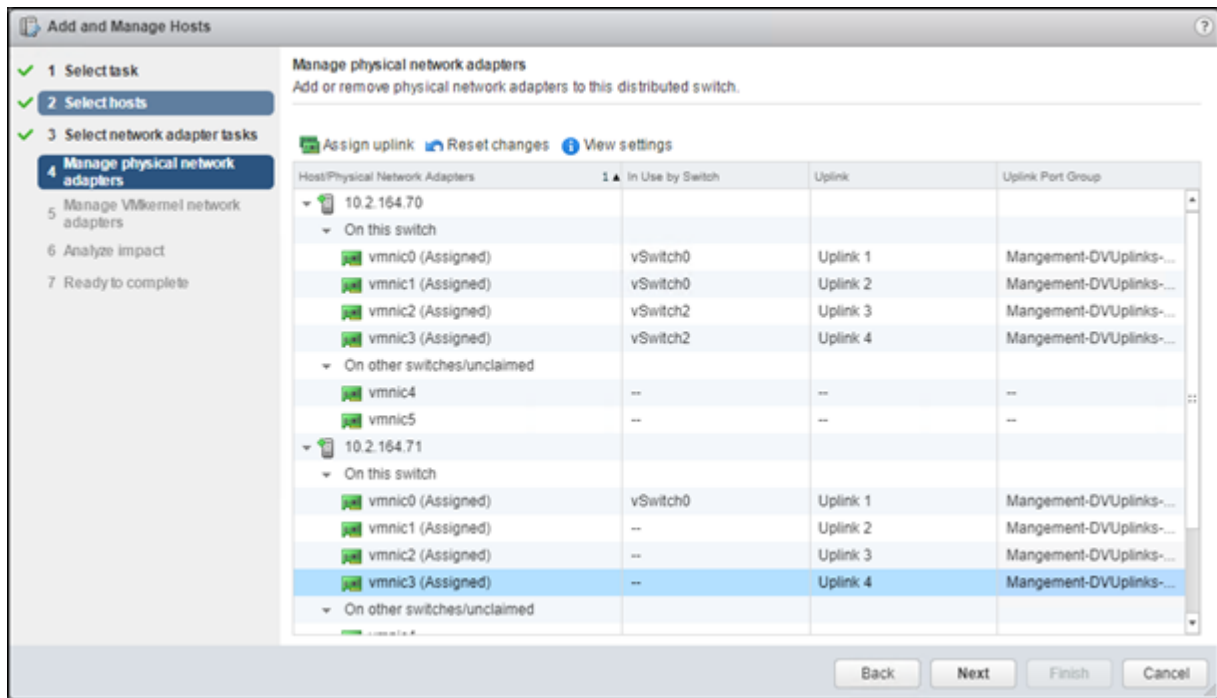 Add and Manage Hosts
?
1 Select task
2 Select hosts
3 Select network adapter tasks
4 Manage physical network
adapters
5 Manage VMkernel network
adapters
6 Analyze impact
7 Ready to complete
Manage physical network adapters
Add or remove physical network adapters to this distributed switch.
Assign uplink Reset changes View settings
Host/Physical Network Adapters 1 ▲ In Use by Switch Uplink Uplink Port Group
10.2.164.70
On this switch
vmnic0 (Assigned) vSwitch0 Uplink 1 Mangement-DVUplinks-...
vmnic1 (Assigned) vSwitch0 Uplink 2 Mangement-DVUplinks-...
vmnic2 (Assigned) vSwitch2 Uplink 3 Mangement-DVUplinks-...
vmnic3 (Assigned) vSwitch2 Uplink 4 Mangement-DVUplinks-...
On other switches/unclaimed
vmnic4 -- -- --
vmnic5 -- -- --
10.2.164.71
On this switch
vmnic0 (Assigned) vSwitch0 Uplink 1 Mangement-DVUplinks-...
vmnic1 (Assigned) -- Uplink 2 Mangement-DVUplinks-...
vmnic2 (Assigned) -- Uplink 3 Mangement-DVUplinks-...
vmnic3 (Assigned) -- Uplink 4 Mangement-DVUplinks-...
On other switches/unclaimed
Back Next Finish Cancel